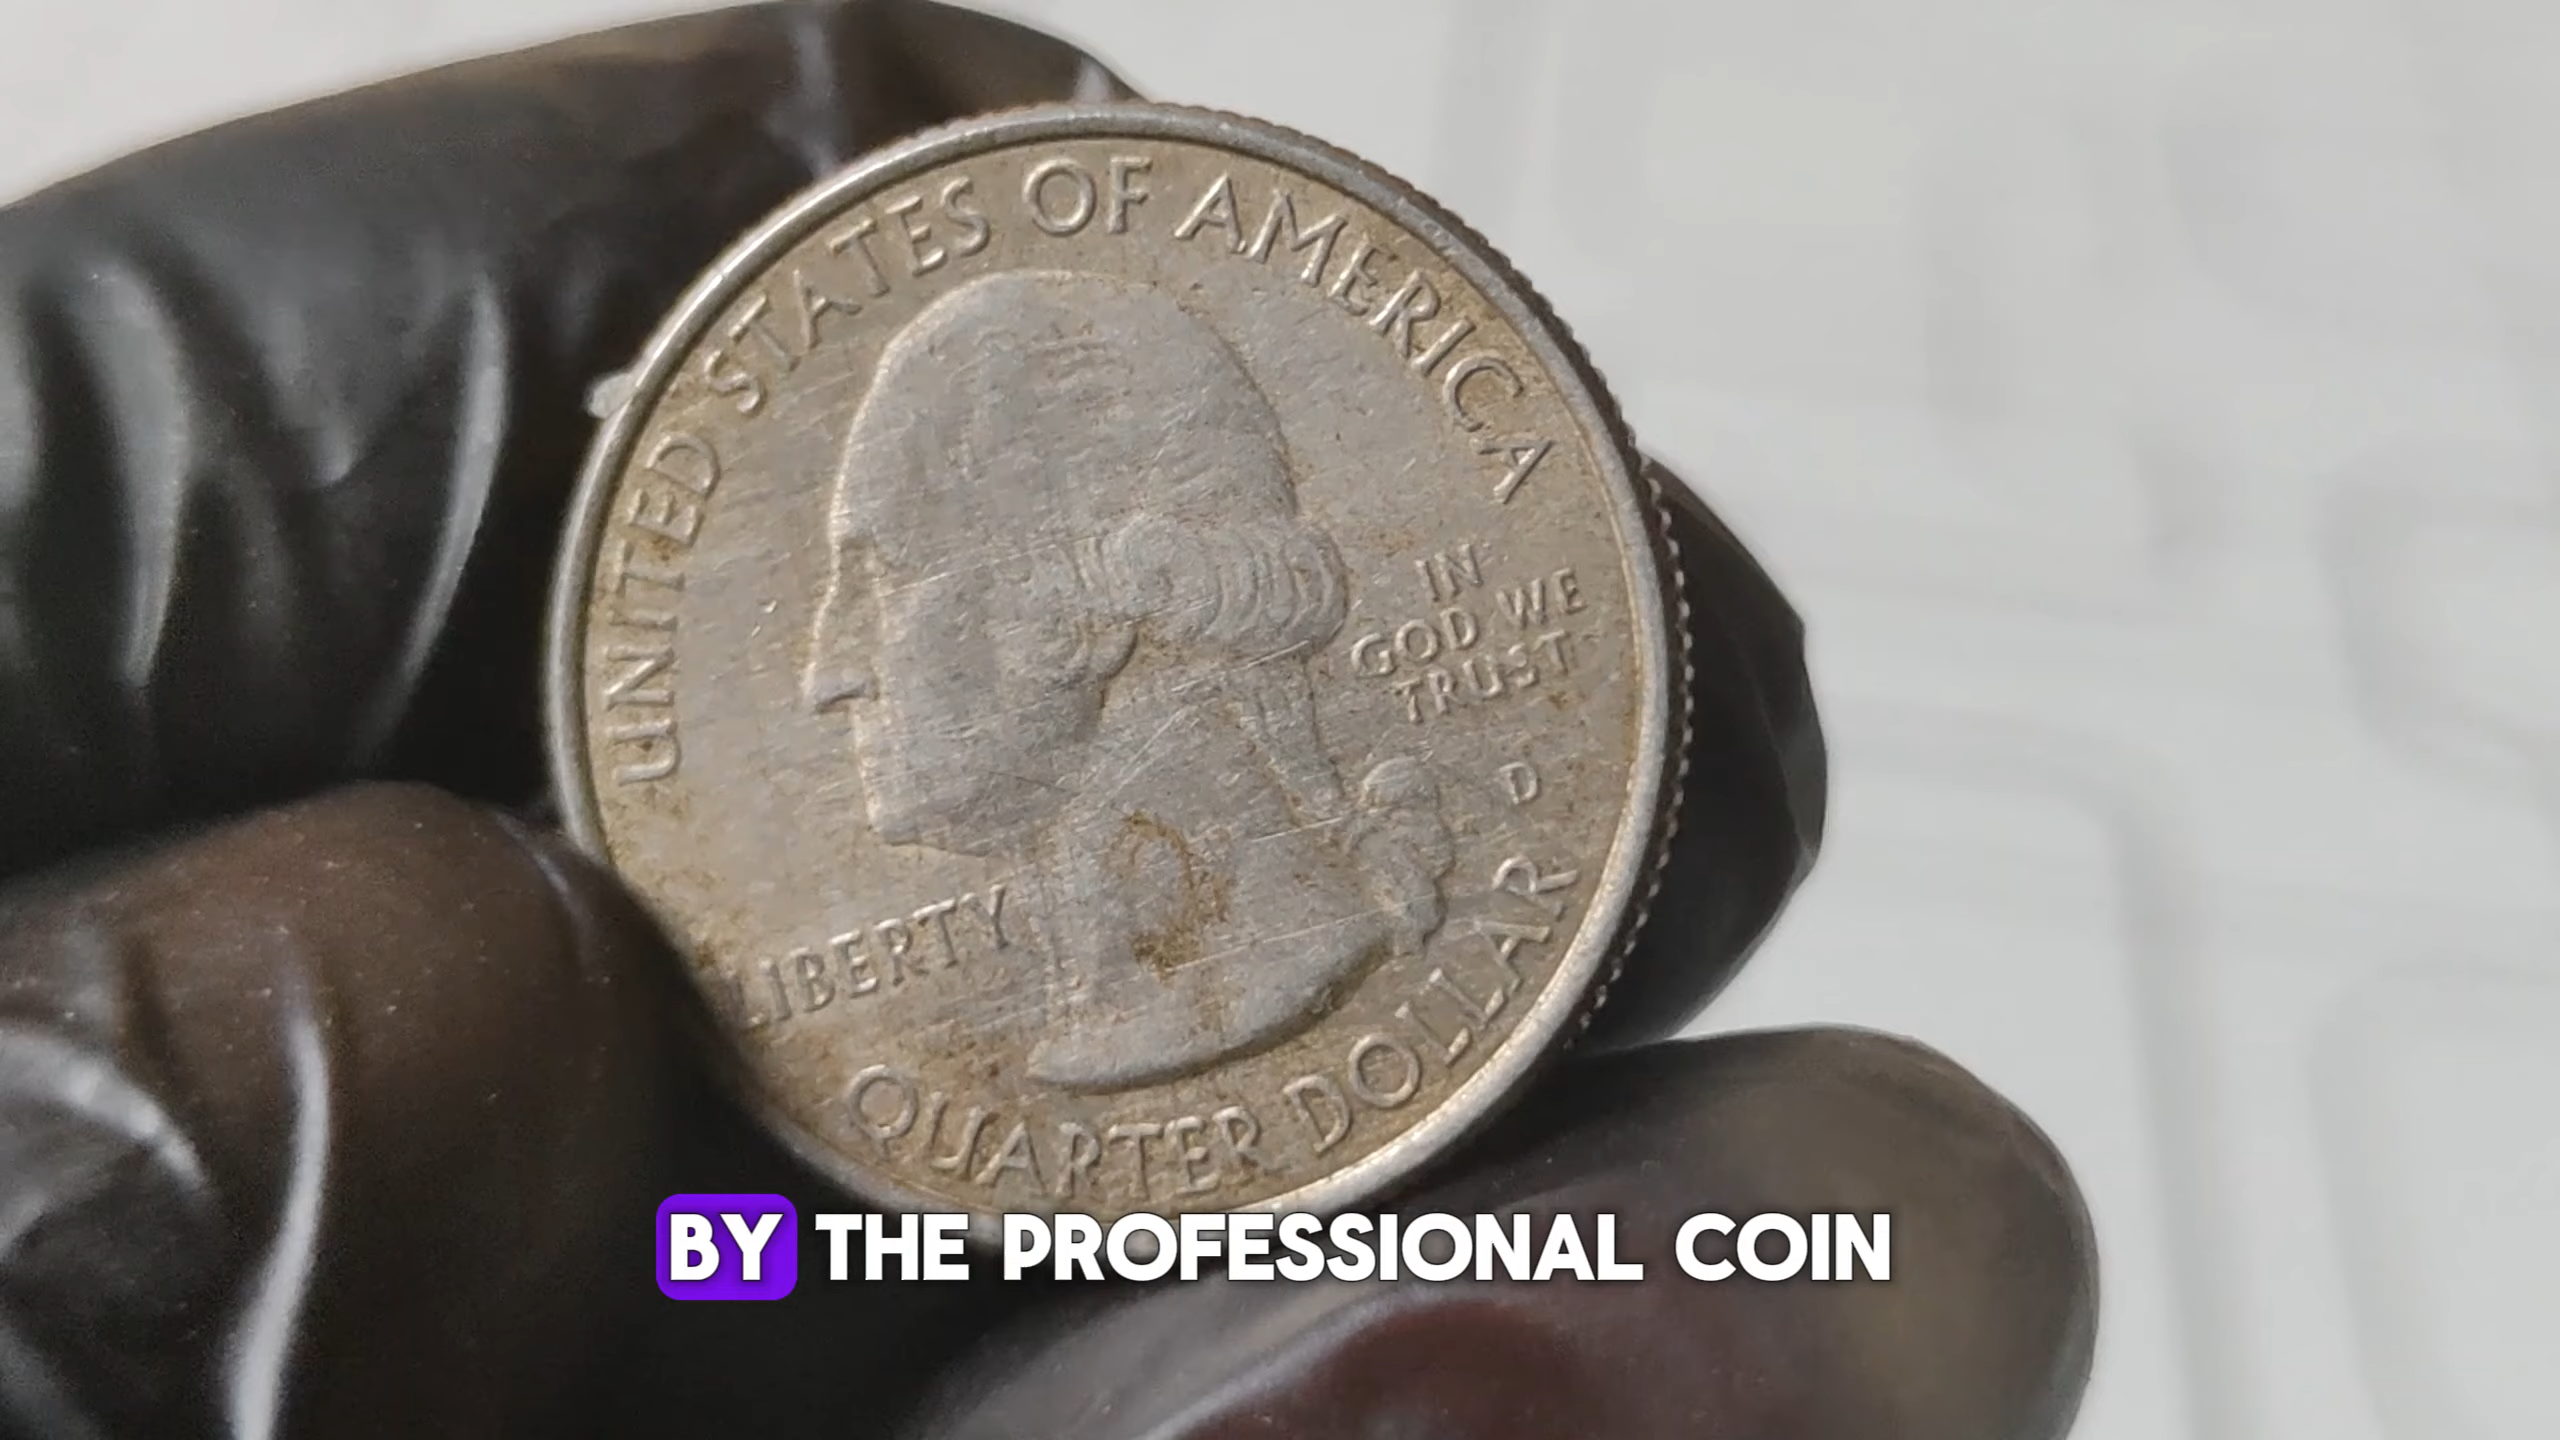 UNITED STATES OF AMERICA
IN
GOD WE
TRUST
D
LIBERTY
QUARTER DOLLAR
BY THE PROFESSIONAL COIN